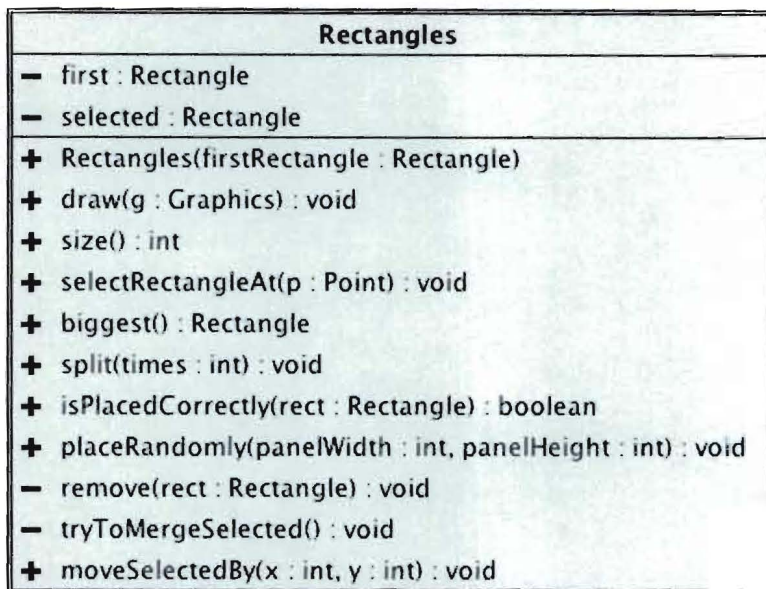 Rectangles
− first : Rectangle
− selected : Rectangle
+ Rectangles(firstRectangle : Rectangle)
+ draw(g : Graphics) : void
+ size() : int
+ selectRectangleAt(p : Point) : void
+ biggest() : Rectangle
+ split(times : int) : void
+ isPlacedCorrectly(rect : Rectangle) : boolean
+ placeRandomly(panelWidth : int, panelHeight : int) : void
− remove(rect : Rectangle) : void
− tryToMergeSelected() : void
+ moveSelectedBy(x : int, y : int) : void